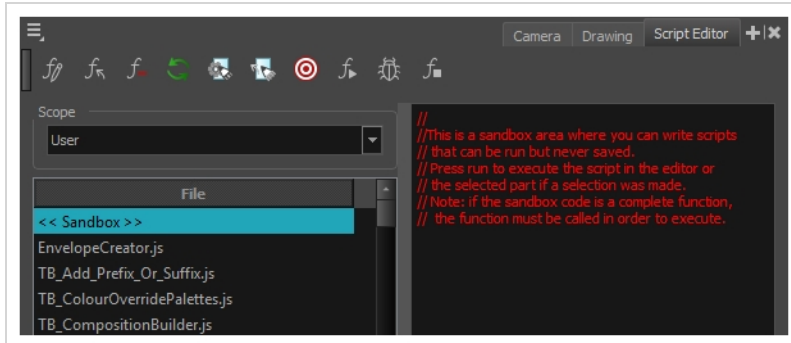 Camera Drawing Script Editor
Scope
User
File
<< Sandbox >>
EnvelopeCreator.js
TB_Add_Prefix_Or_Suffix.js
TB_ColourOverridePalettes.js
TB_CompositionBuilder.js
//
//This is a sandbox area where you can write scripts
// that can be run but never saved.
// Press run to execute the script in the editor or
// the selected part if a selection was made.
// Note: if the sandbox code is a complete function,
//  the function must be called in order to execute.